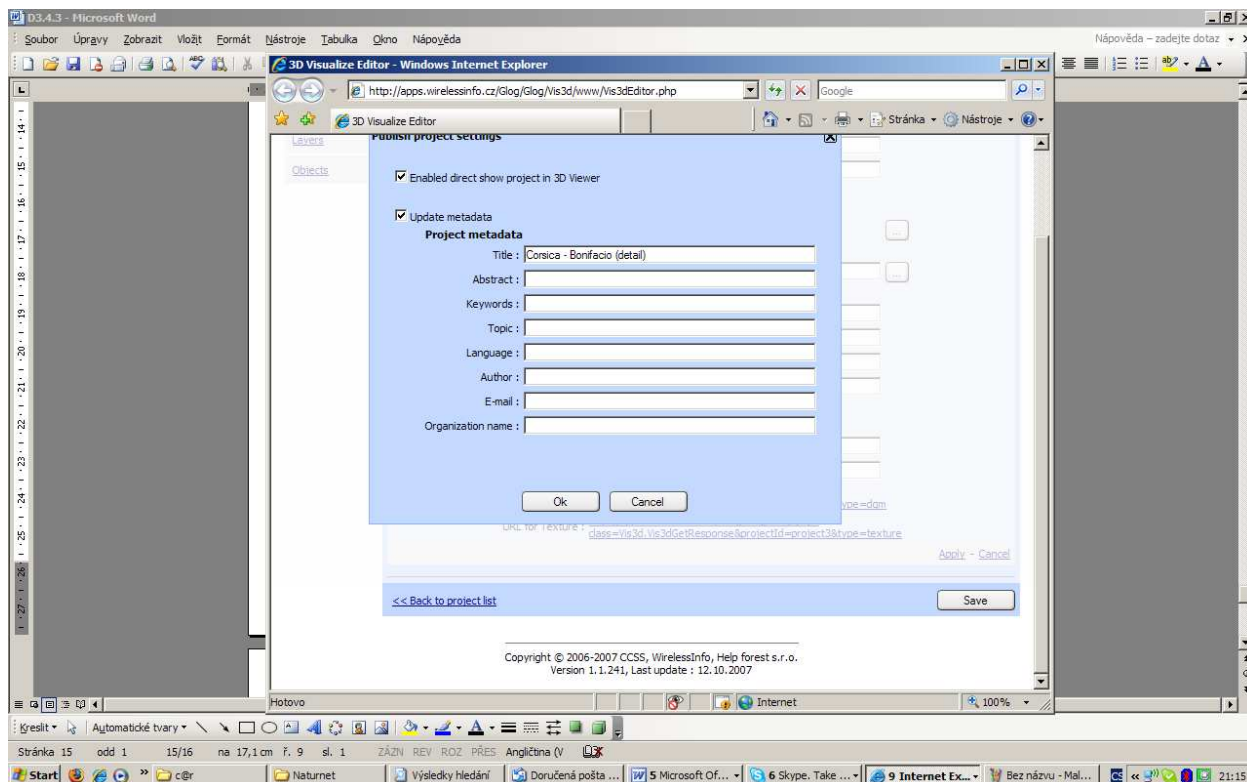 D3.4.3 - Microsoft Word
Soubor Úpravy Zobrazit Vložit Formát Nástroje Tabulka Okno Nápověda
Nápověda – zadejte dotaz
3D Visualize Editor - Windows Internet Explorer
http://apps.wirelessinfo.cz/Glog/Glog/Vis3d/www/Vis3dEditor.php
Google
3D Visualize Editor
Stránka
Nástroje
Layers
Objects
Publish project settings
Enabled direct show project in 3D Viewer
Update metadata
Project metadata
Title : Corsica - Bonifacio (detail)
Abstract :
Keywords :
Topic :
Language :
Author :
E-mail :
Organization name :
Ok Cancel
type=dgm
URL for Texture :
class=Vis3d.Vis3dGetResponse&projectId=project3&type=texture
Apply - Cancel
<< Back to project list
Save
Copyright © 2006-2007 CCSS, WirelessInfo, Help forest s.r.o.
Version 1.1.241, Last update : 12.10.2007
Hotovo
Internet
100%
Kreslit
Automatické tvary
Stránka 15 odd 1 15/16 na 17,1 cm ř. 9 sl. 1 ZÁZN REV ROZ PŘES Angličtina (V
Start
c@r
Naturnet
Výsledky hledání
Doručená pošta ...
5 Microsoft Of...
6 Skype. Take ...
9 Internet Ex...
Bez názvu - Mal...
CS
21:13